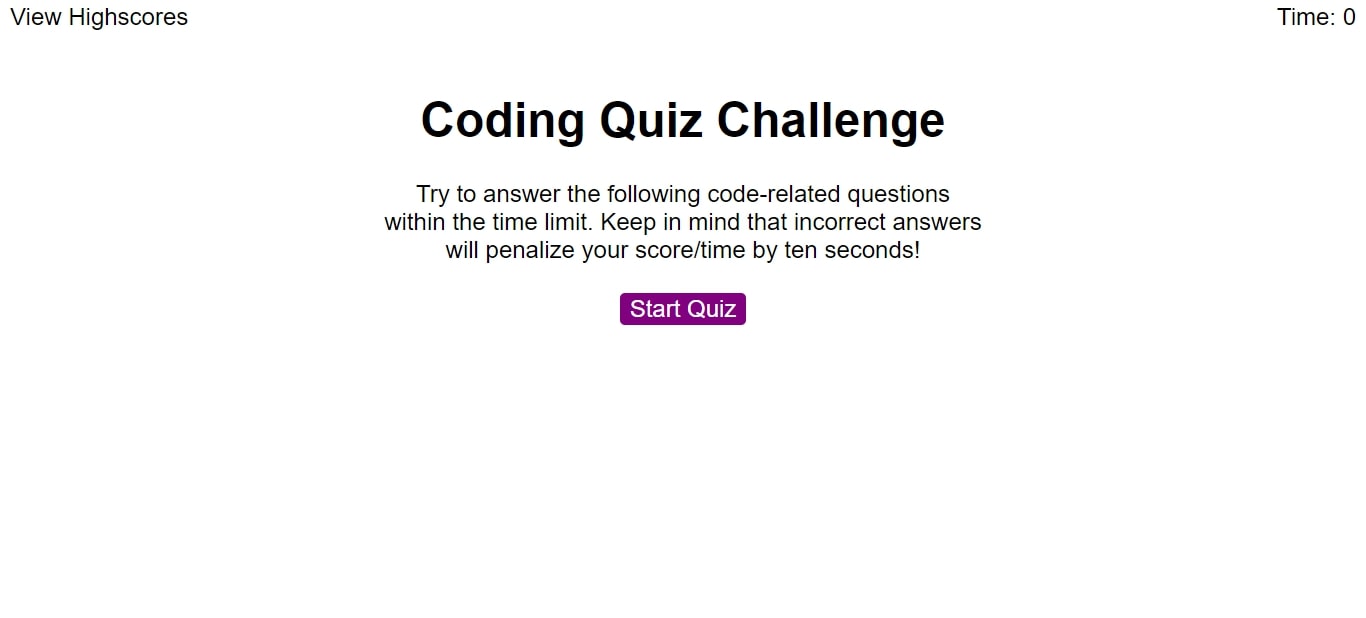 View Highscores
Time: 0
Coding Quiz Challenge
Try to answer the following code-related questions
within the time limit. Keep in mind that incorrect answers
will penalize your score/time by ten seconds!
Start Quiz